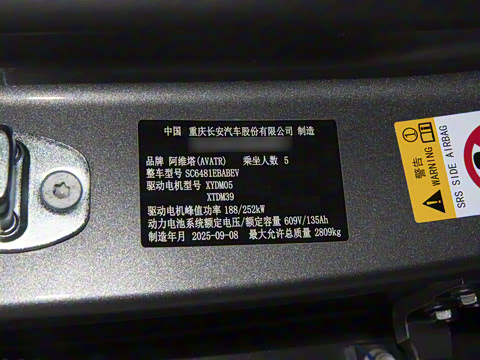 中国 重庆长安汽车股份有限公司 制造
品牌 阿维塔(AVATR) 乘坐人数 5
整车型号 SC6481EBABEV
驱动电机型号 XYDM05
XTDM39
驱动电机峰值功率 188/252kW
动力电池系统额定电压/额定容量 609V/135Ah
制造年月 2025-09-08 最大允许总质量 2809kg
警告
WARNING
SRS SIDE AIRBAG